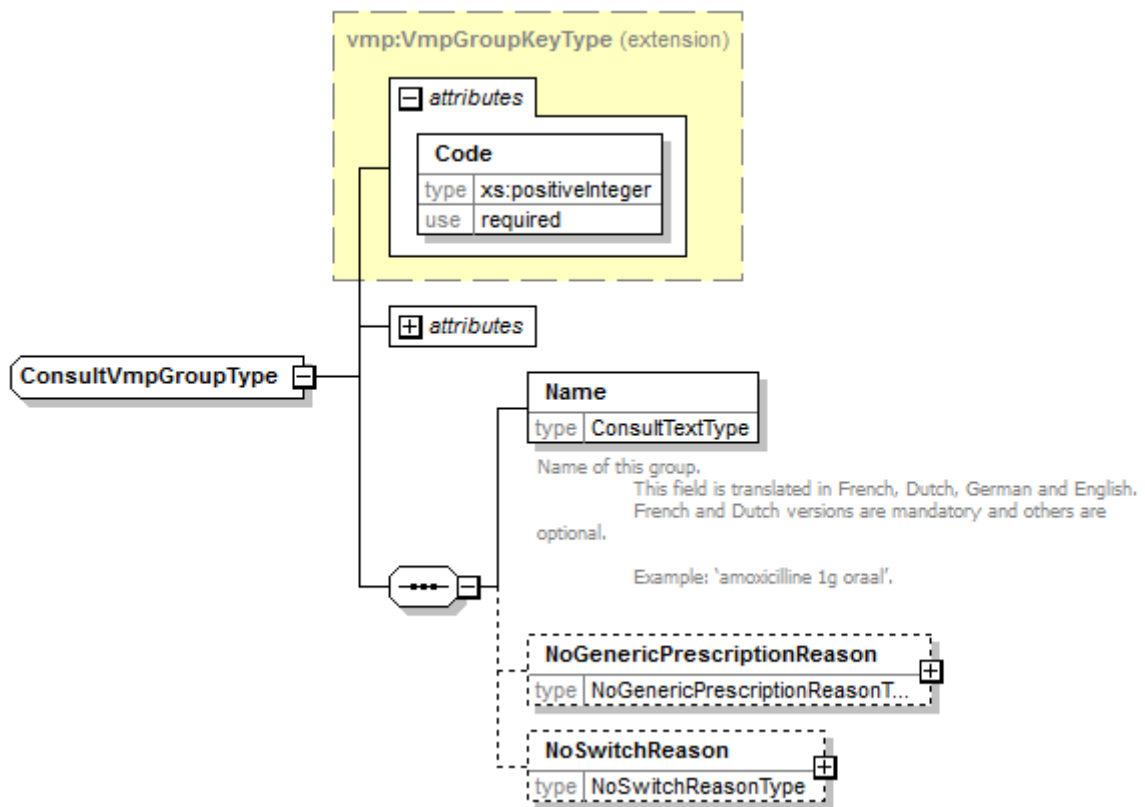 vmp:VmpGroupKeyType (extension)
attributes
Code
type xs:positiveInteger
use required
attributes
ConsultVmpGroupType
Name
type ConsultTextType
Name of this group.
This field is translated in French, Dutch, German and English.
French and Dutch versions are mandatory and others are
optional.
Example: ‘amoxicilline 1g oraal’.
NoGenericPrescriptionReason
type NoGenericPrescriptionReasonT...
NoSwitchReason
type NoSwitchReasonType